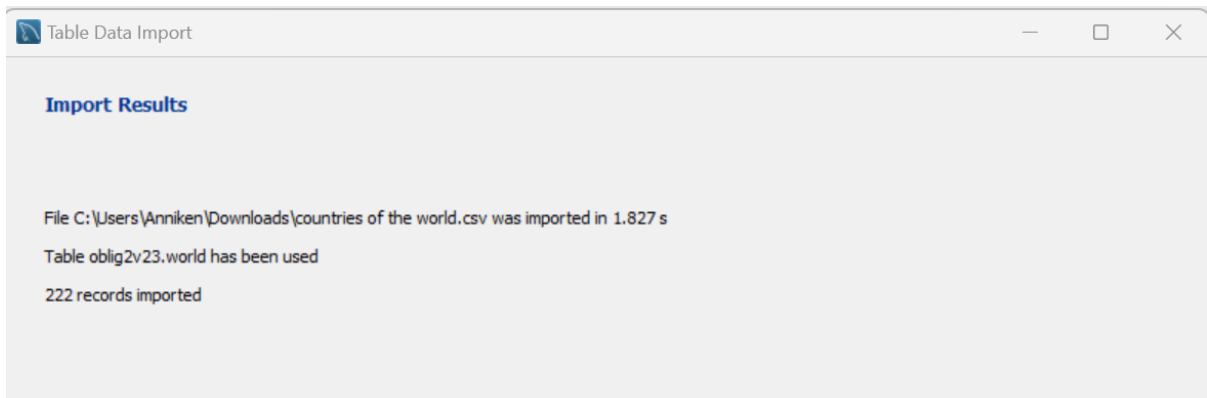 Table Data Import
Import Results
File C:\Users\Anniken\Downloads\countries of the world.csv was imported in 1.827 s
Table oblig2v23.world has been used
222 records imported